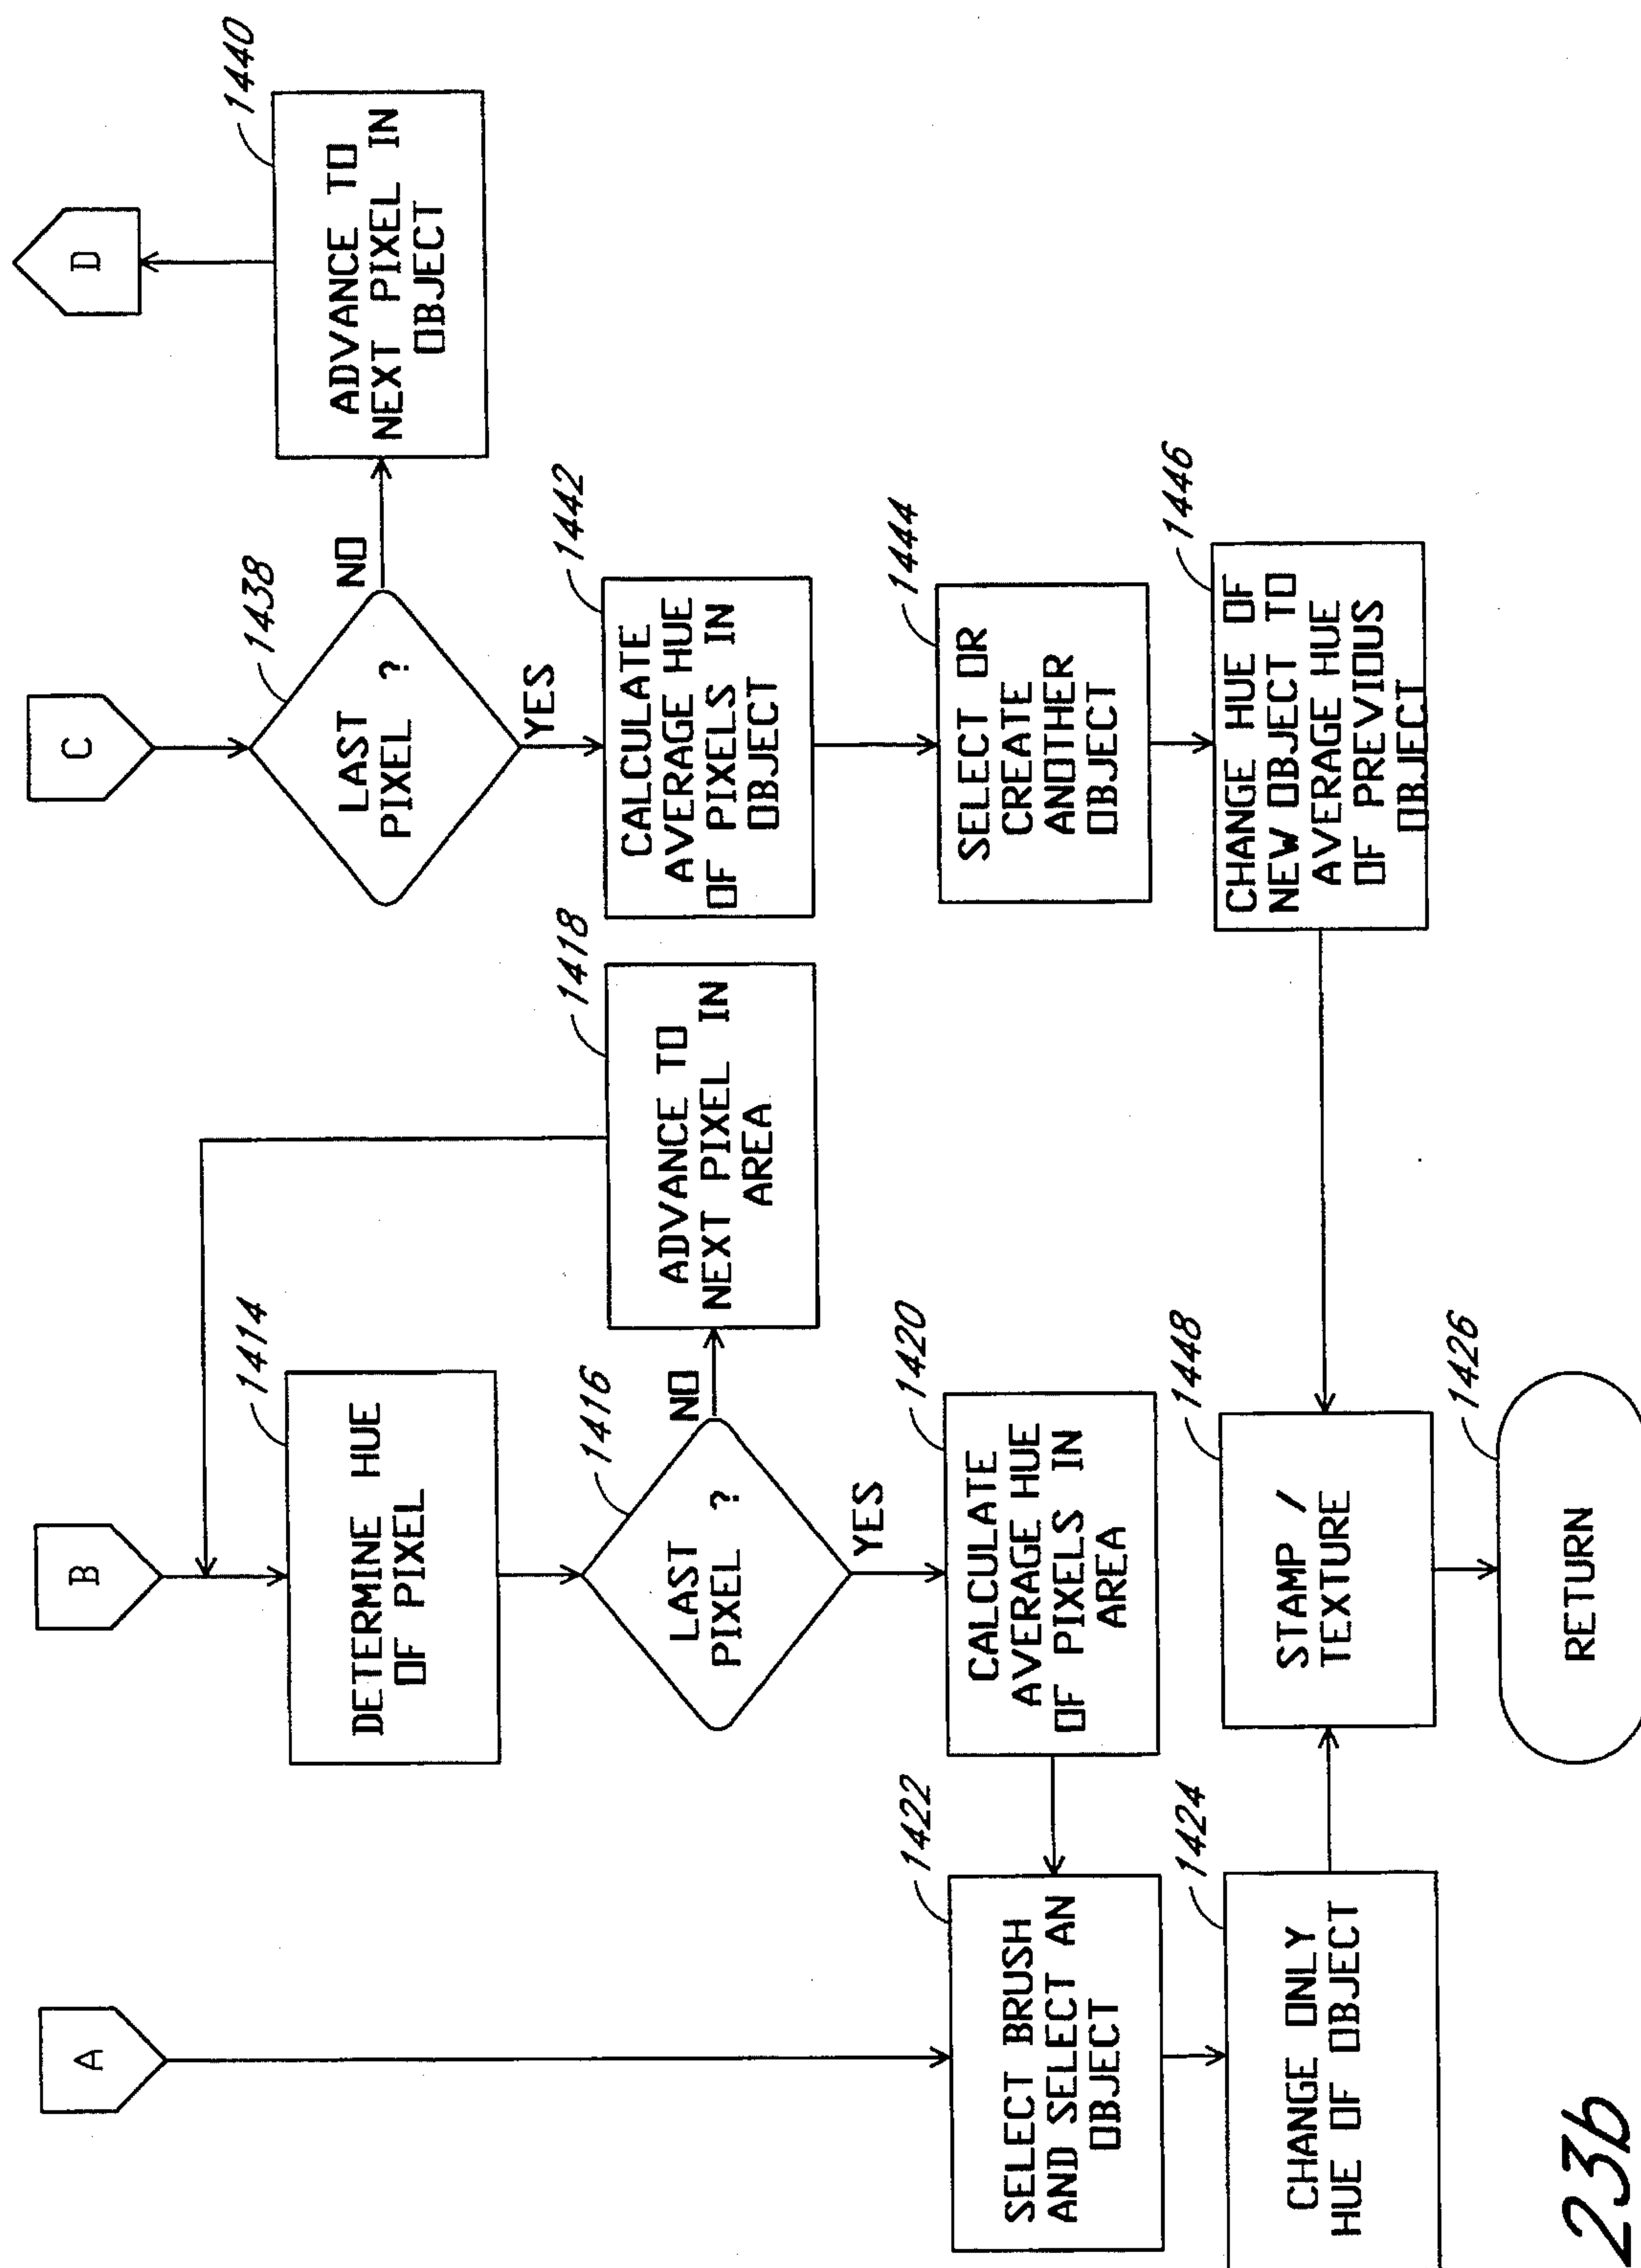 A
B
C
D
1414
DETERMINE HUE
OF PIXEL
1416
LAST
PIXEL ?
NO
YES
1418
ADVANCE TO
NEXT PIXEL IN
AREA
1420
CALCULATE
AVERAGE HUE
OF PIXELS IN
AREA
1422
SELECT BRUSH
AND SELECT AN
OBJECT
1424
CHANGE ONLY
HUE OF OBJECT
1438
LAST
PIXEL ?
NO
YES
1440
ADVANCE TO
NEXT PIXEL IN
OBJECT
1442
CALCULATE
AVERAGE HUE
OF PIXELS IN
OBJECT
1444
SELECT OR
CREATE
ANOTHER
OBJECT
1446
CHANGE HUE OF
NEW OBJECT TO
AVERAGE HUE
OF PREVIOUS
OBJECT
1448
STAMP /
TEXTURE
1426
RETURN
23b